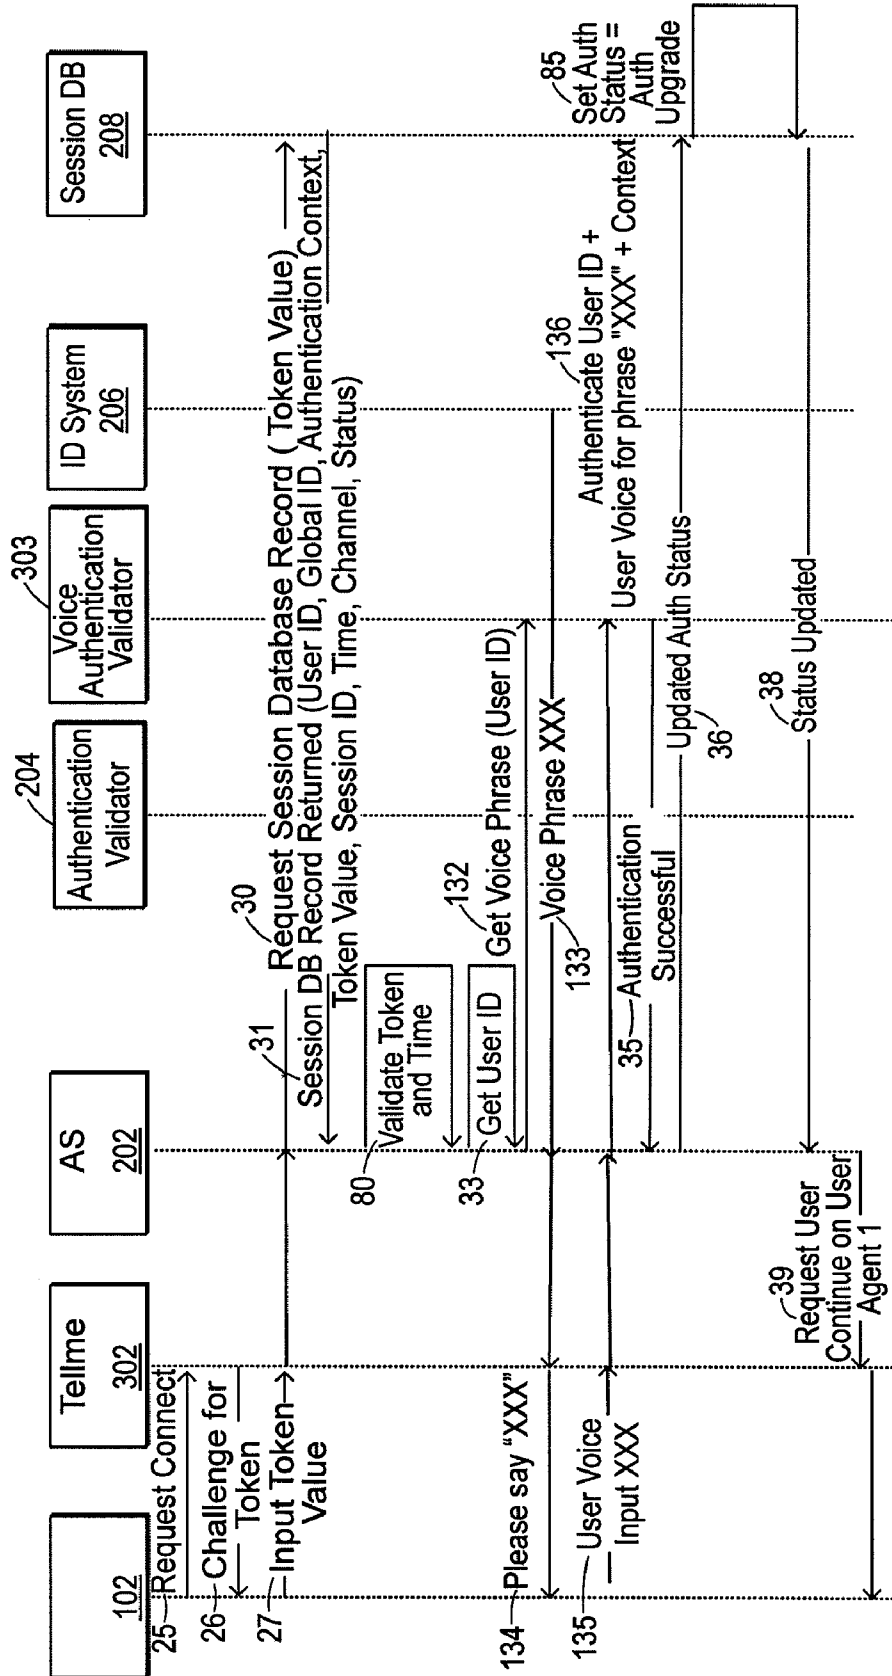 102
Tellme
302
AS
202
204
Authentication
Validator
303
Voice
Authentication
Validator
ID System
206
Session DB
208
25 Request Connect
26 Challenge for
Token
27 Input Token
Value
30
Request Session Database Record ( Token Value)
31
Session DB Record Returned (User ID, Global ID, Authentication Context,
Token Value, Session ID, Time, Channel, Status)
80 Validate Token
and Time
33 Get User ID
132
Get Voice Phrase (User ID)
Voice Phrase XXX
133
134 Please say "XXX"
135 User Voice
Input XXX
136
Authenticate User ID +
User Voice for phrase "XXX" + Context
35 Authentication
Successful
Updated Auth Status
36
85
Set Auth
Status =
Auth
Upgrade
38
Status Updated
39
Request User
Continue on User
Agent 1